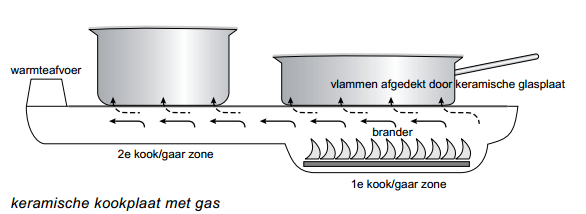 warmteafvoer
vlammen afgedekt door keramische glasplaat
brander
2e kook/gaar zone
1e kook/gaar zone
keramische kookplaat met gas